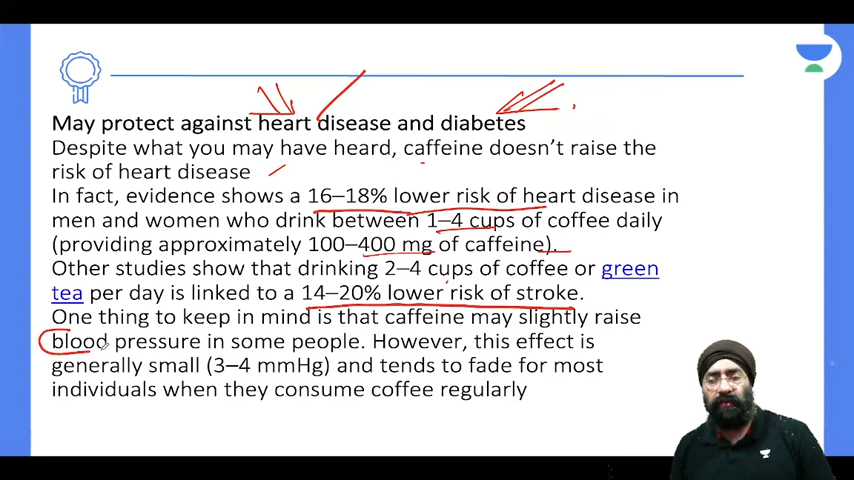 May protect against heart disease and diabetes
Despite what you may have heard, caffeine doesn’t raise the
risk of heart disease
In fact, evidence shows a 16–18% lower risk of heart disease in
men and women who drink between 1–4 cups of coffee daily
(providing approximately 100–400 mg of caffeine).
Other studies show that drinking 2–4 cups of coffee or green
tea per day is linked to a 14–20% lower risk of stroke.
One thing to keep in mind is that caffeine may slightly raise
blood pressure in some people. However, this effect is
generally small (3–4 mmHg) and tends to fade for most
individuals when they consume coffee regularly